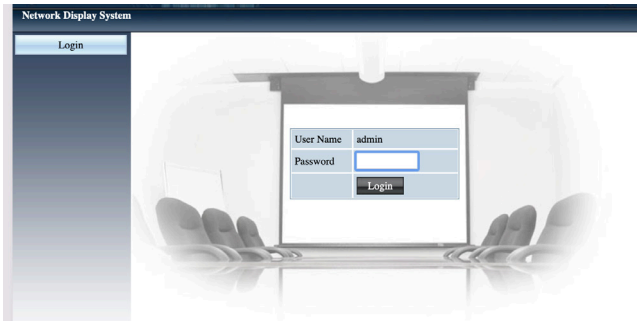 Network Display System
Login
User Name admin
Password
Login